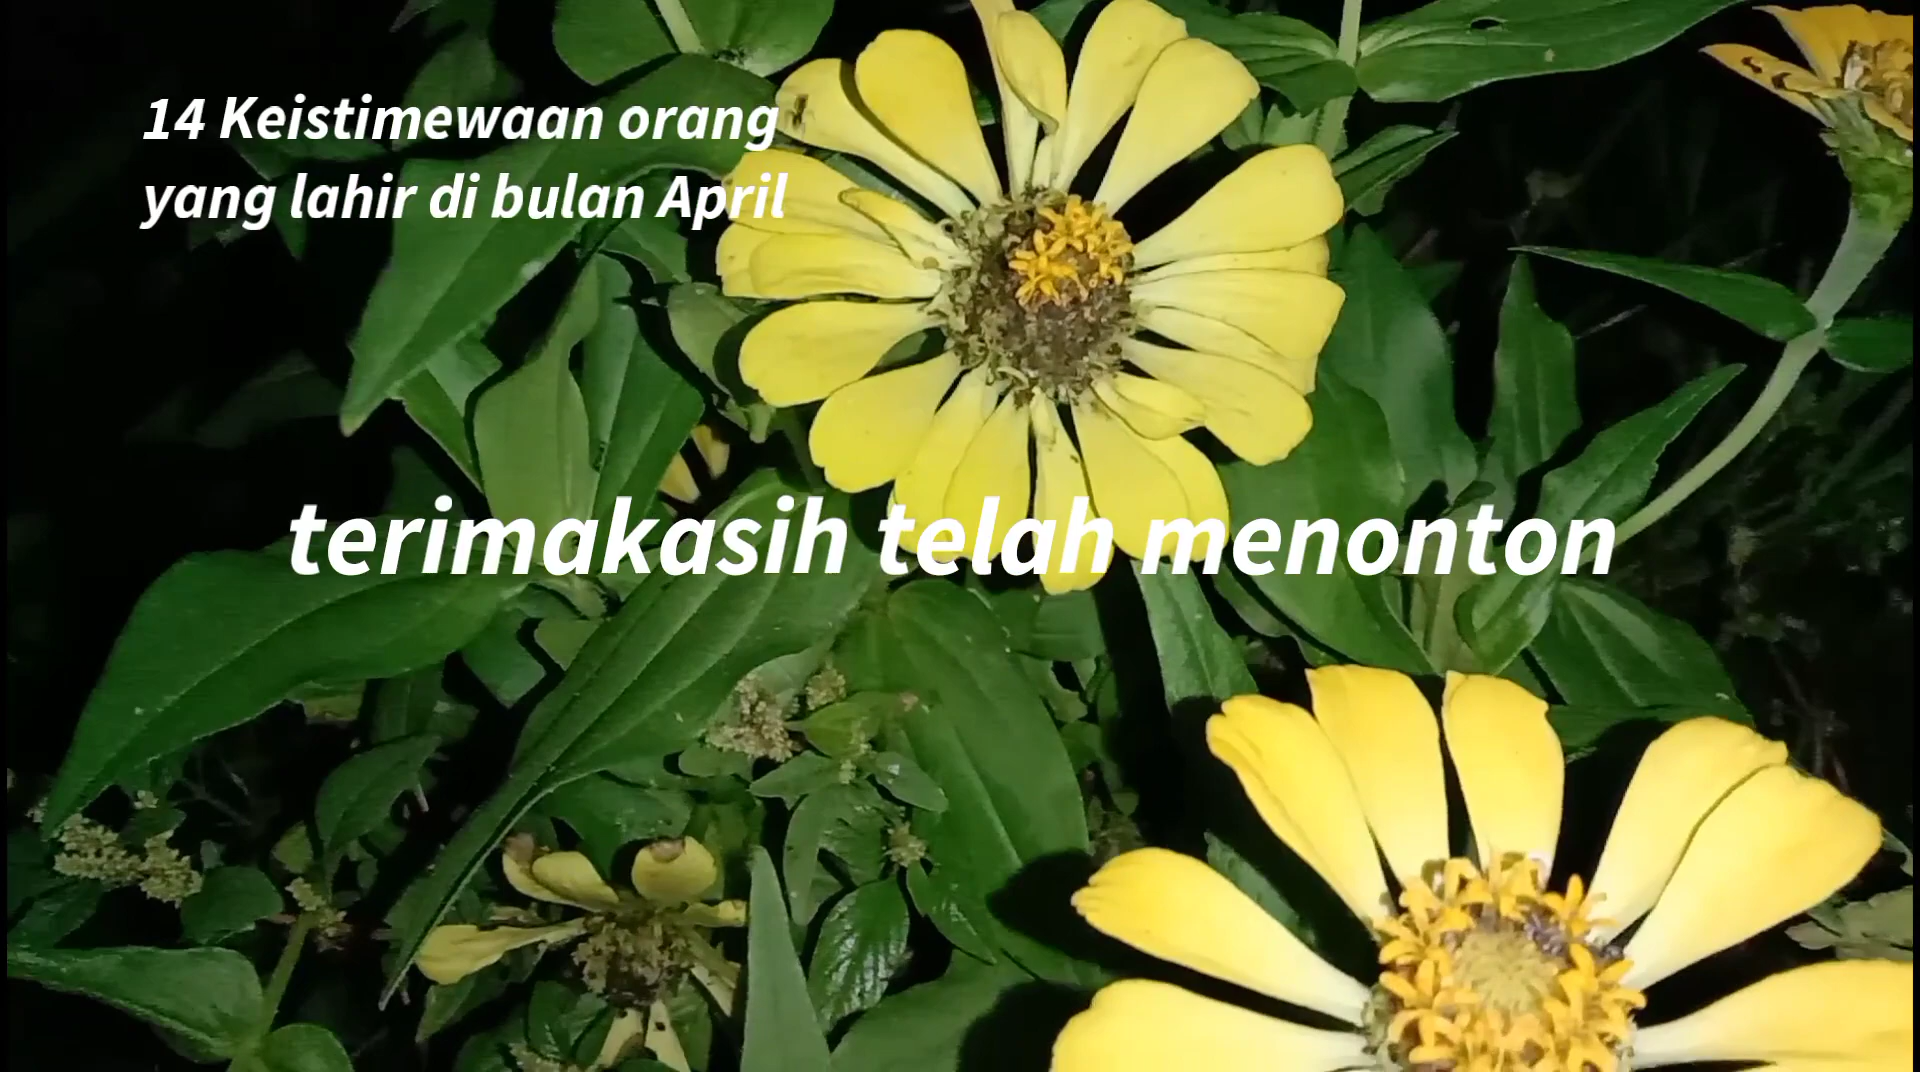 14 Keistimewaan orang
yang lahir di bulan April
terimakasih telah menonton